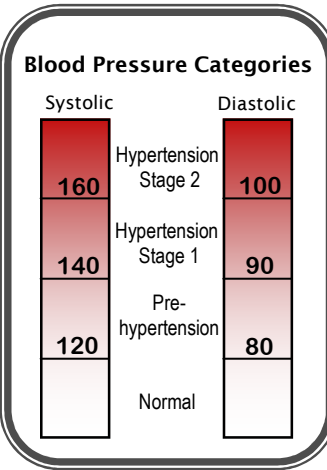 Blood Pressure Categories
Systolic
Diastolic
Hypertension
Stage 2
160
100
Hypertension
Stage 1
140
90
Pre-
hypertension
120
80
Normal